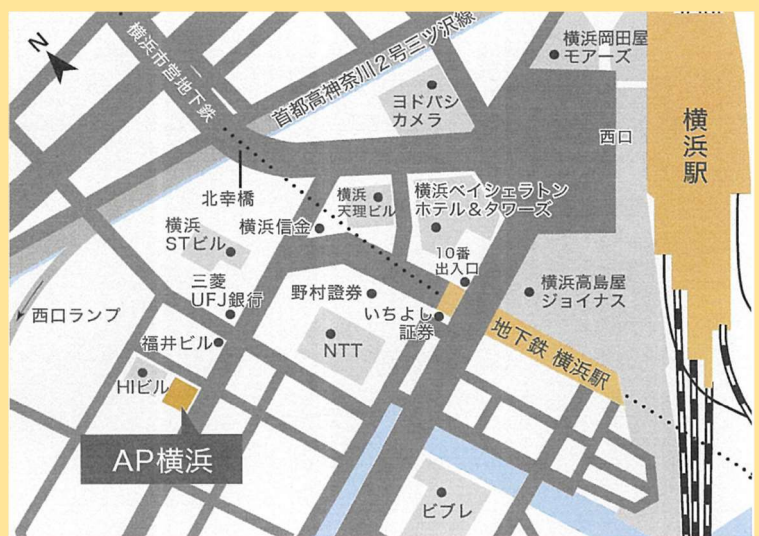 N
横浜市営地下鉄
首都高神奈川2号三ツ沢線
ヨドバシ
カメラ
横浜岡田屋
モアーズ
西口
横浜駅
北幸橋
横浜
天理ビル
横浜ベイシェラトン
ホテル&タワーズ
横浜
STビル
横浜信金
10番
出入口
三菱
UFJ銀行
野村證券
いちよし
証券
横浜高島屋
ジョイナス
西口ランプ
福井ビル
NTT
地下鉄 横浜駅
HIビル
AP横浜
ビブレ